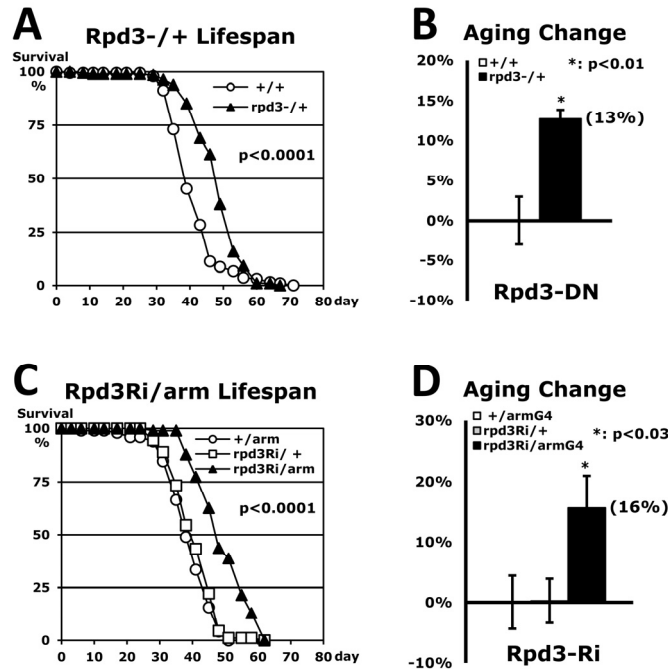 A
Rpd3-/+ Lifespan
Survival
%
100
75
50
25
0
0 10 20 30 40 50 60 70 80 day
+/+
rpd3-/+
p<0.0001
B
Aging Change
20%
15%
10%
5%
0%
-5%
-10%
+/+
rpd3-/+
*: p<0.01
*
(13%)
Rpd3-DN
C
Rpd3Ri/arm Lifespan
Survival
%
100
75
50
25
0
0 10 20 30 40 50 60 70 80 day
+/arm
rpd3Ri/ +
rpd3Ri/arm
p<0.0001
D
Aging Change
30%
20%
10%
0%
-10%
+/armG4
rpd3Ri/+
rpd3Ri/armG4
*: p<0.03
*
(16%)
Rpd3-Ri